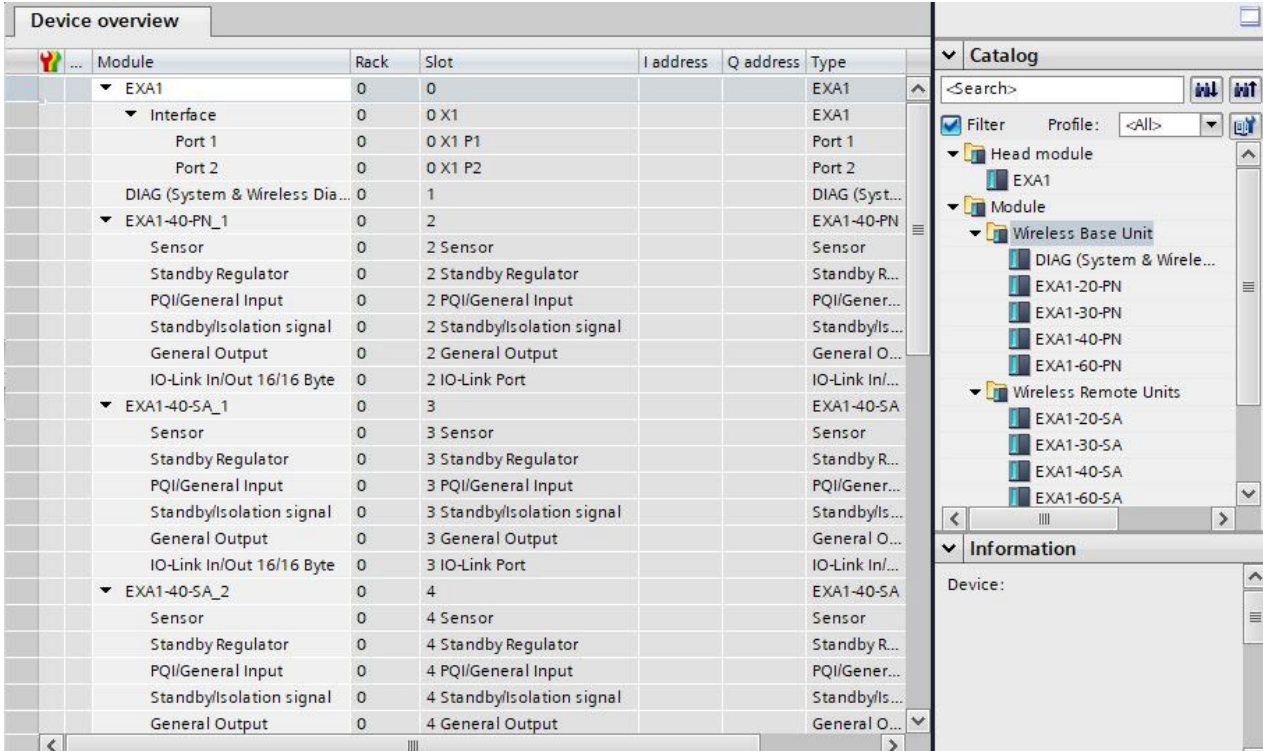 Device overview
... Module Rack Slot I address Q address Type
EXA1 0 0 EXA1
Interface 0 0 X1 EXA1
Port 1 0 0 X1 P1 Port 1
Port 2 0 0 X1 P2 Port 2
DIAG (System & Wireless Dia... 0 1 DIAG (Syst...
EXA1-40-PN_1 0 2 EXA1-40-PN
Sensor 0 2 Sensor Sensor
Standby Regulator 0 2 Standby Regulator Standby R...
PQI/General Input 0 2 PQI/General Input PQI/Gener...
Standby/Isolation signal 0 2 Standby/Isolation signal Standby/Is...
General Output 0 2 General Output General O...
IO-Link In/Out 16/16 Byte 0 2 IO-Link Port IO-Link In/...
EXA1-40-SA_1 0 3 EXA1-40-SA
Sensor 0 3 Sensor Sensor
Standby Regulator 0 3 Standby Regulator Standby R...
PQI/General Input 0 3 PQI/General Input PQI/Gener...
Standby/Isolation signal 0 3 Standby/Isolation signal Standby/Is...
General Output 0 3 General Output General O...
IO-Link In/Out 16/16 Byte 0 3 IO-Link Port IO-Link In/...
EXA1-40-SA_2 0 4 EXA1-40-SA
Sensor 0 4 Sensor Sensor
Standby Regulator 0 4 Standby Regulator Standby R...
PQI/General Input 0 4 PQI/General Input PQI/Gener...
Standby/Isolation signal 0 4 Standby/Isolation signal Standby/Is...
General Output 0 4 General Output General O...
Catalog
<Search>
Filter Profile: <All>
Head module
EXA1
Module
Wireless Base Unit
DIAG (System & Wirele...
EXA1-20-PN
EXA1-30-PN
EXA1-40-PN
EXA1-60-PN
Wireless Remote Units
EXA1-20-SA
EXA1-30-SA
EXA1-40-SA
EXA1-60-SA
Information
Device: